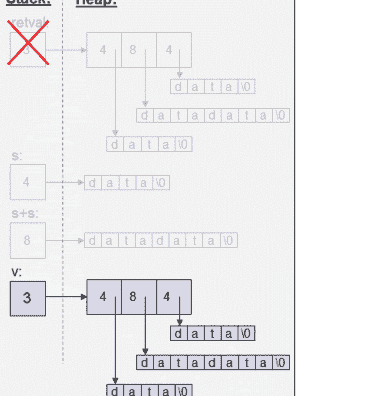 Stack: Heap:
retval:
3 4 8 4
d a t a \0
d a t a d a t a \0
d a t a \0
s:
4 d a t a \0
s+s:
8 d a t a d a t a \0
v:
3 4 8 4
d a t a \0
d a t a d a t a \0
d a t a \0